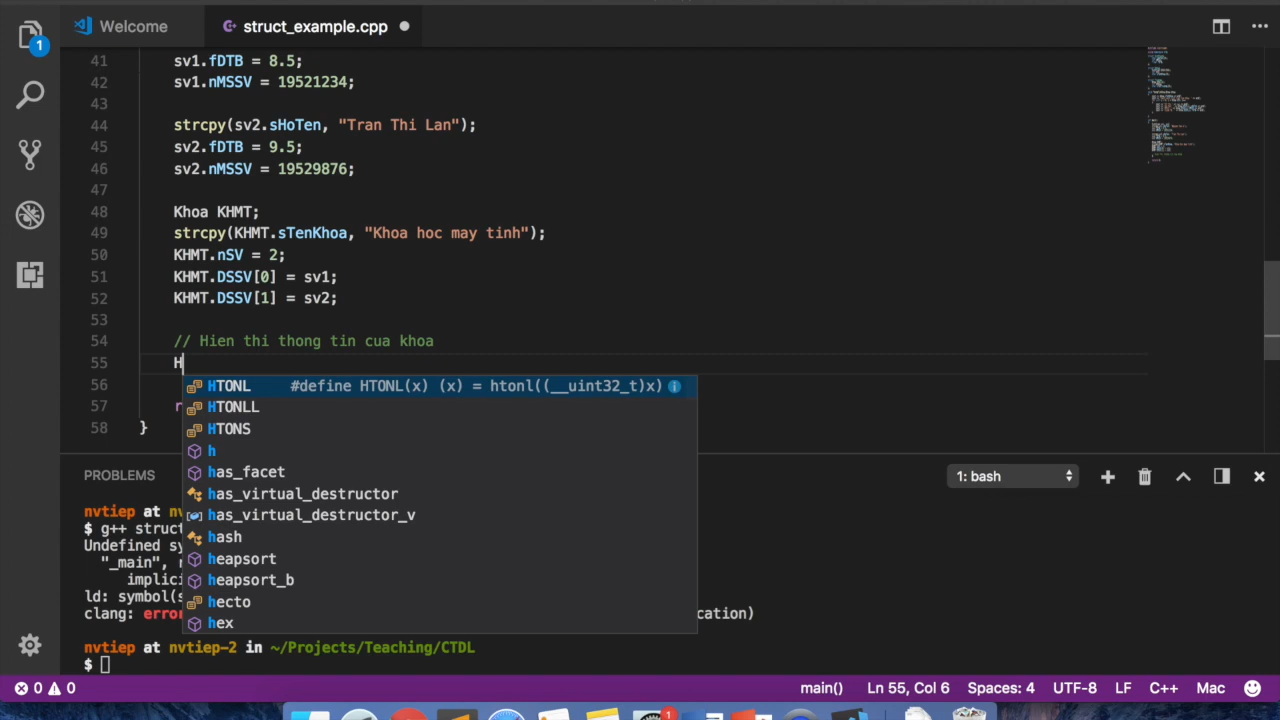 Welcome
struct_example.cpp
1
41 sv1.fDTB = 8.5;
42 sv1.nMSSV = 19521234;
43
44 strcpy(sv2.sHoTen, "Tran Thi Lan");
45 sv2.fDTB = 9.5;
46 sv2.nMSSV = 19529876;
47
48 Khoa KHMT;
49 strcpy(KHMT.sTenKhoa, "Khoa hoc may tinh");
50 KHMT.nSV = 2;
51 KHMT.DSSV[0] = sv1;
52 KHMT.DSSV[1] = sv2;
53
54 // Hien thi thong tin cua khoa
55 H
56 HTONL #define HTONL(x) (x) = htonl((__uint32_t)x)
HTONLL
57 r
HTONS
58 }
h
has_facet
has_virtual_destructor
has_virtual_destructor_v
hash
heapsort
heapsort_b
hecto
hex
PROBLEMS
1: bash
nvtiep at nv
$ g++ struct
Undefined sy
"_main", r
implici
ld: symbol(s
clang: error cation)
nvtiep at nvtiep-2 in ~/Projects/Teaching/CTDL
$
0 0 main() Ln 55, Col 6 Spaces: 4 UTF-8 LF C++ Mac
1